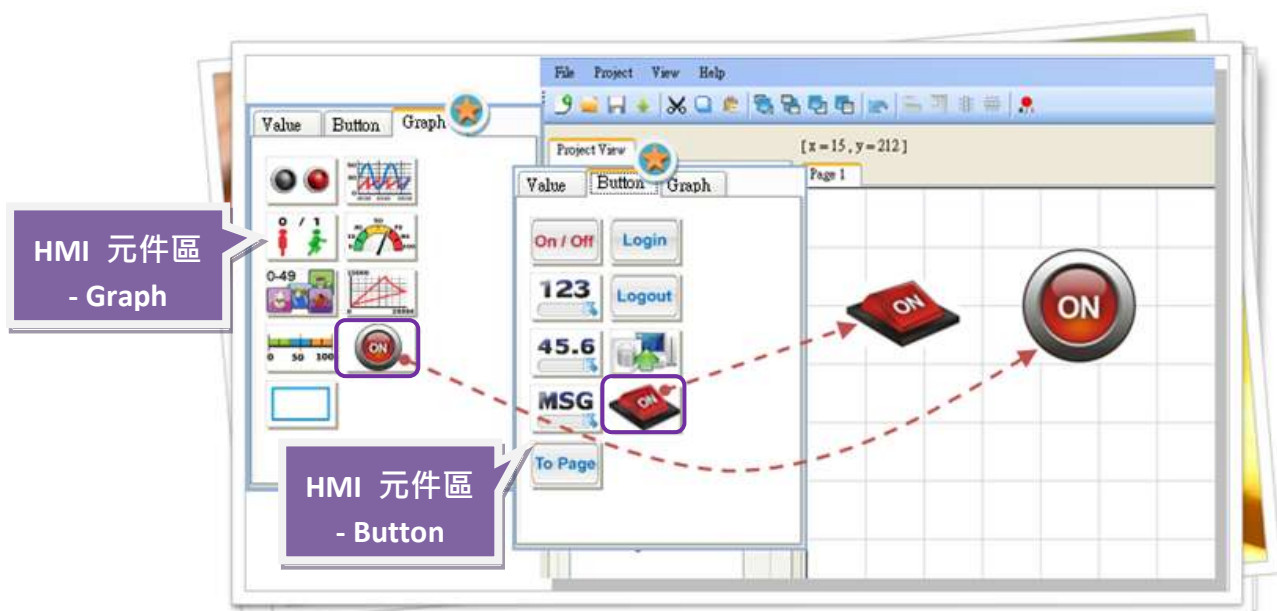 File Project View Help
Value Button Graph
Project View
[x=15, y=212]
Page 1
Value Button Graph
HMI 元件區
- Graph
0 / 1
0-49
0 50 100
ON
On / Off Login
123 Logout
45.6
MSG ON
To Page
HMI 元件區
- Button
ON
ON